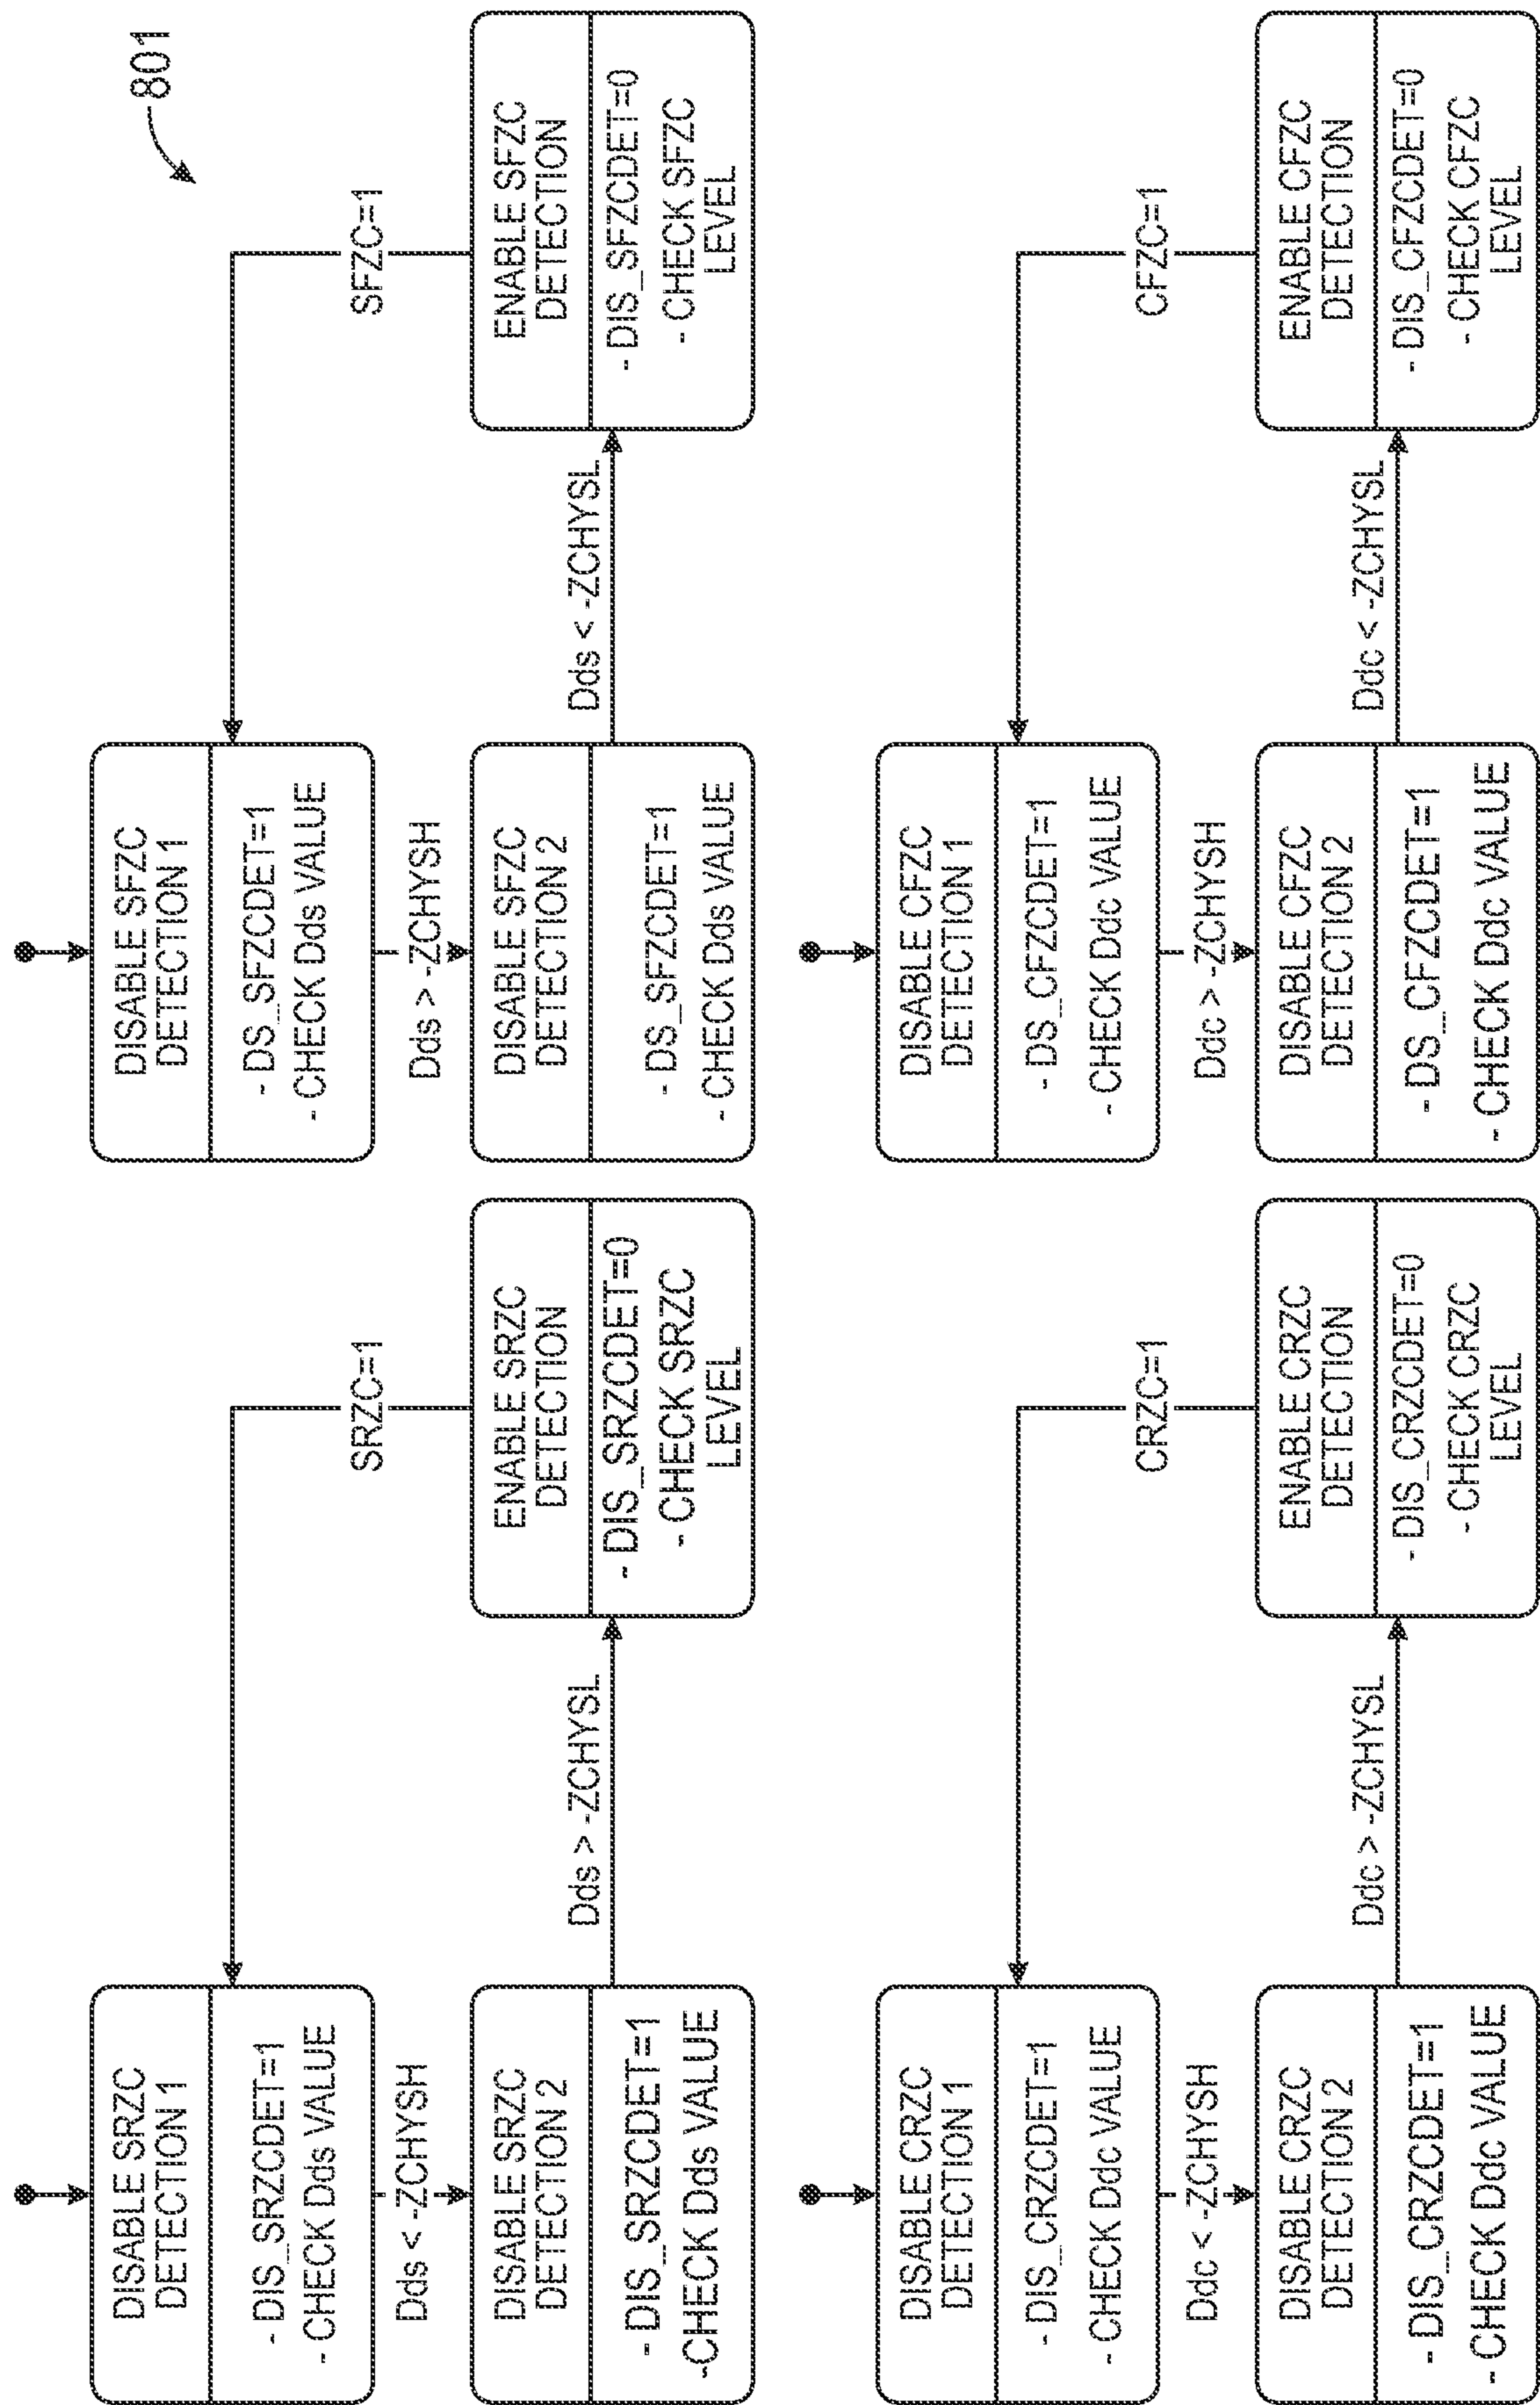 801
DISABLE SRZC
DETECTION 1
- DIS_SRZCDET=1
- CHECK Dds VALUE
Dds < -ZCHYSH
DISABLE SRZC
DETECTION 2
- DIS_SRZCDET=1
-CHECK Dds VALUE
Dds > -ZCHYSL
ENABLE SRZC
DETECTION
- DIS_SRZCDET=0
- CHECK SRZC
LEVEL
SRZC=1
DISABLE SFZC
DETECTION 1
- DS_SFZCDET=1
- CHECK Dds VALUE
Dds > -ZCHYSH
DISABLE SFZC
DETECTION 2
- DS_SFZCDET=1
- CHECK Dds VALUE
Dds < -ZCHYSL
ENABLE SFZC
DETECTION
- DIS_SFZCDET=0
- CHECK SFZC
LEVEL
SFZC=1
DISABLE CRZC
DETECTION 1
- DIS_CRZCDET=1
- CHECK Ddc VALUE
Ddc < -ZCHYSH
DISABLE CRZC
DETECTION 2
- DIS_CRZCDET=1
- CHECK Ddc VALUE
Ddc > -ZCHYSL
ENABLE CRZC
DETECTION
- DIS_CRZCDET=0
- CHECK CRZC
LEVEL
CRZC=1
DISABLE CFZC
DETECTION 1
- DS_CFZCDET=1
- CHECK Ddc VALUE
Ddc > -ZCHYSH
DISABLE CFZC
DETECTION 2
- DS_CFZCDET=1
- CHECK Ddc VALUE
Ddc < -ZCHYSL
ENABLE CFZC
DETECTION
- DIS_CFZCDET=0
- CHECK CFZC
LEVEL
CFZC=1